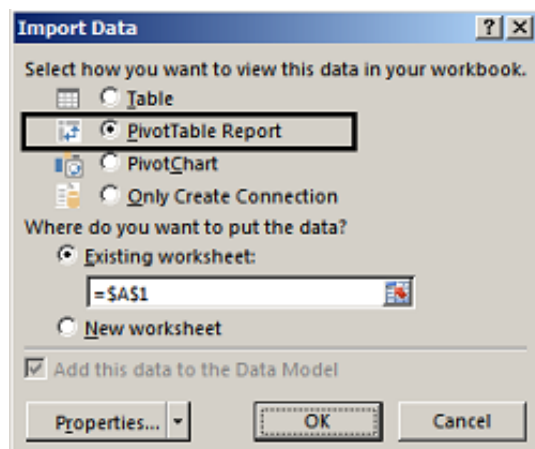 Import Data
Select how you want to view this data in your workbook.
Table
PivotTable Report
PivotChart
Only Create Connection
Where do you want to put the data?
Existing worksheet:
=$A$1
New worksheet
Add this data to the Data Model
Properties... OK Cancel